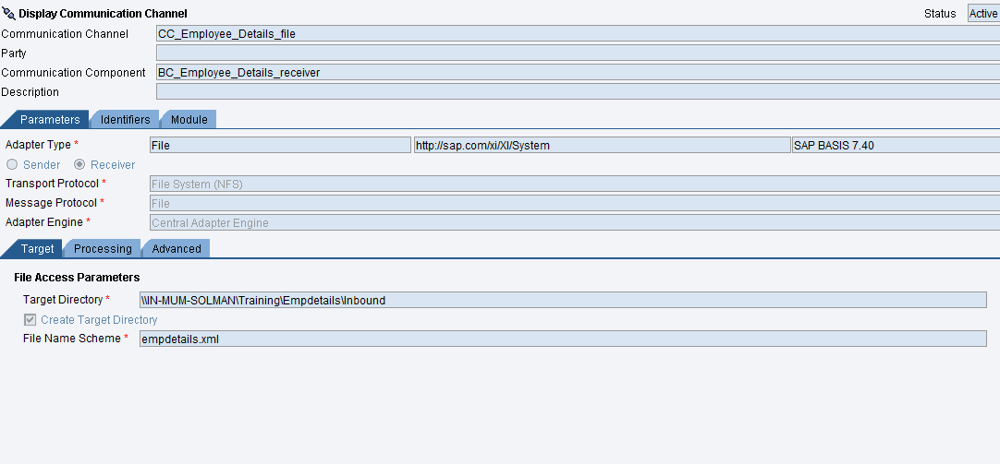 Display Communication Channel Status Active
Communication Channel CC_Employee_Details_file
Party
Communication Component BC_Employee_Details_receiver
Description
Parameters Identifiers Module
Adapter Type * File http://sap.com/xi/XI/System SAP BASIS 7.40
Sender Receiver
Transport Protocol * File System (NFS)
Message Protocol * File
Adapter Engine * Central Adapter Engine
Target Processing Advanced
File Access Parameters
Target Directory * \\IN-MUM-SOLMAN\Training\Empdetails\Inbound
Create Target Directory
File Name Scheme * empdetails.xml